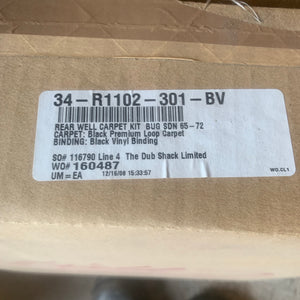 34-R1102-301-BV
REAR WELL CARPET KIT BUG SDN 65-72
CARPET: Black Premium Loop Carpet
BINDING: Black Vinyl Binding
SO# 116790 Line 4 The Dub Shack Limited
WO# 160487
UM=EA 12/16/08 15:33:57
WO.CL1